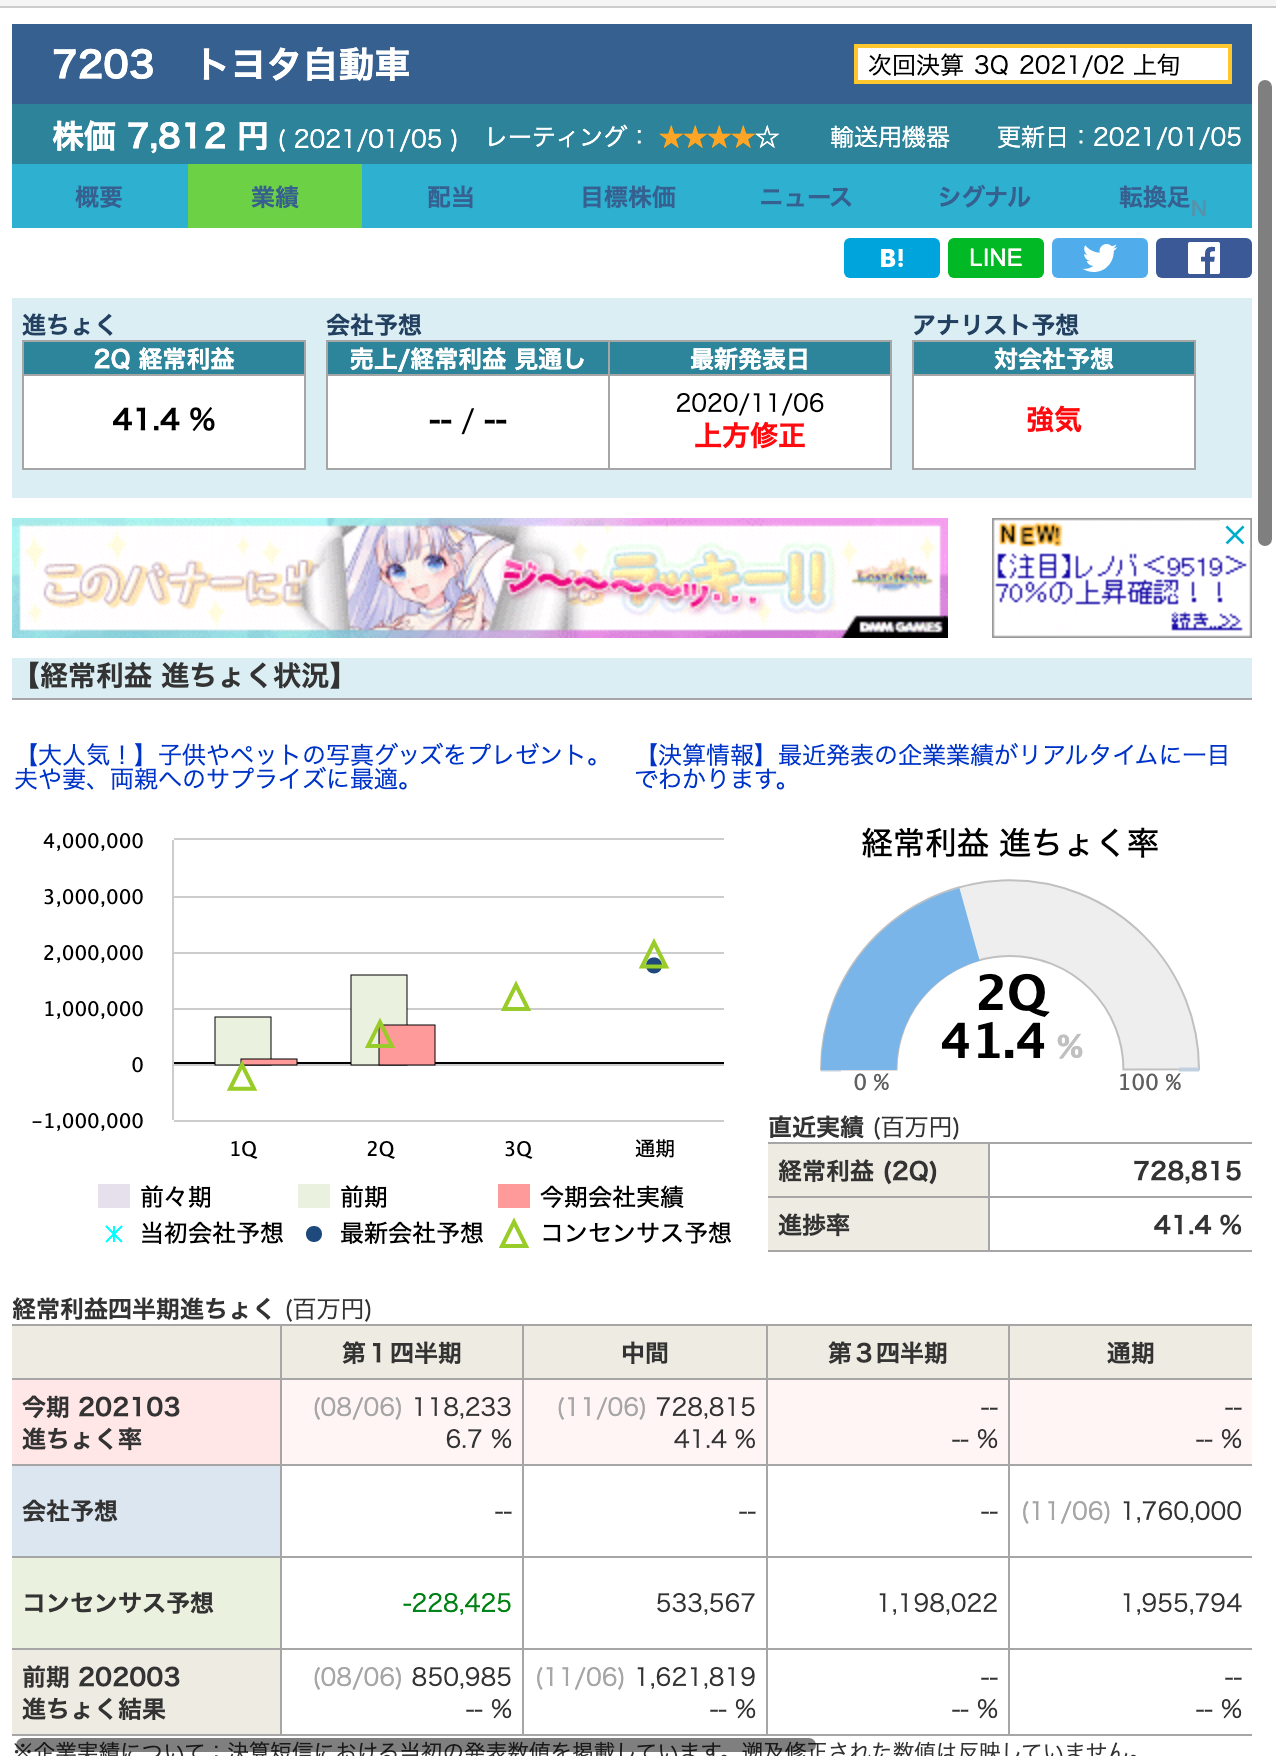 7203　トヨタ自動車
次回決算 3Q 2021/02 上旬
株価 7,812 円 ( 2021/01/05 ) レーティング： ★★★★☆ 輸送用機器 更新日：2021/01/05
概要 業績 配当 目標株価 ニュース シグナル 転換足N
B! LINE
進ちょく 会社予想 アナリスト予想
2Q 経常利益 売上/経常利益 見通し 最新発表日 対会社予想
41.4 % -- / -- 2020/11/06 強気
上方修正
このバナーに出 ジ〜〜〜〜ッ... ラッキー!!
DMM GAMES
NEW!
【注目】レノバ<9519>
70%の上昇確認！！
続き..>>
【経常利益 進ちょく状況】
【大人気！】子供やペットの写真グッズをプレゼント。
夫や妻、両親へのサプライズに最適。
【決算情報】最近発表の企業業績がリアルタイムに一目
でわかります。
4,000,000
3,000,000
2,000,000
1,000,000
0
-1,000,000
1Q 2Q 3Q 通期
前々期 前期 今期会社実績
当初会社予想 最新会社予想 コンセンサス予想
経常利益 進ちょく率
2Q
41.4 %
0 % 100 %
直近実績 (百万円)
経常利益 (2Q) 728,815
進捗率 41.4 %
経常利益四半期進ちょく (百万円)
第１四半期 中間 第３四半期 通期
今期 202103 (08/06) 118,233 (11/06) 728,815 -- --
進ちょく率 6.7 % 41.4 % -- % -- %
会社予想 -- -- -- (11/06) 1,760,000
コンセンサス予想 -228,425 533,567 1,198,022 1,955,794
前期 202003 (08/06) 850,985 (11/06) 1,621,819 -- --
進ちょく結果 -- % -- % -- % -- %
※企業実績について：決算短信における当初の発表数値を掲載しています。遡及修正された数値は反映していません。